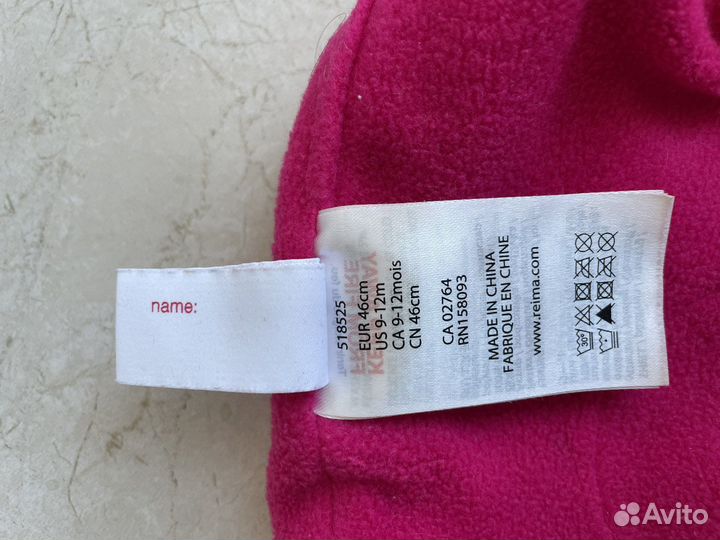 name:
518525
EUR 46cm
US 9-12m
CA 9-12mois
CN 46cm
CA 02764
RN158093
MADE IN CHINA
FABRIQUE EN CHINE
www.reima.com
30°
Avito